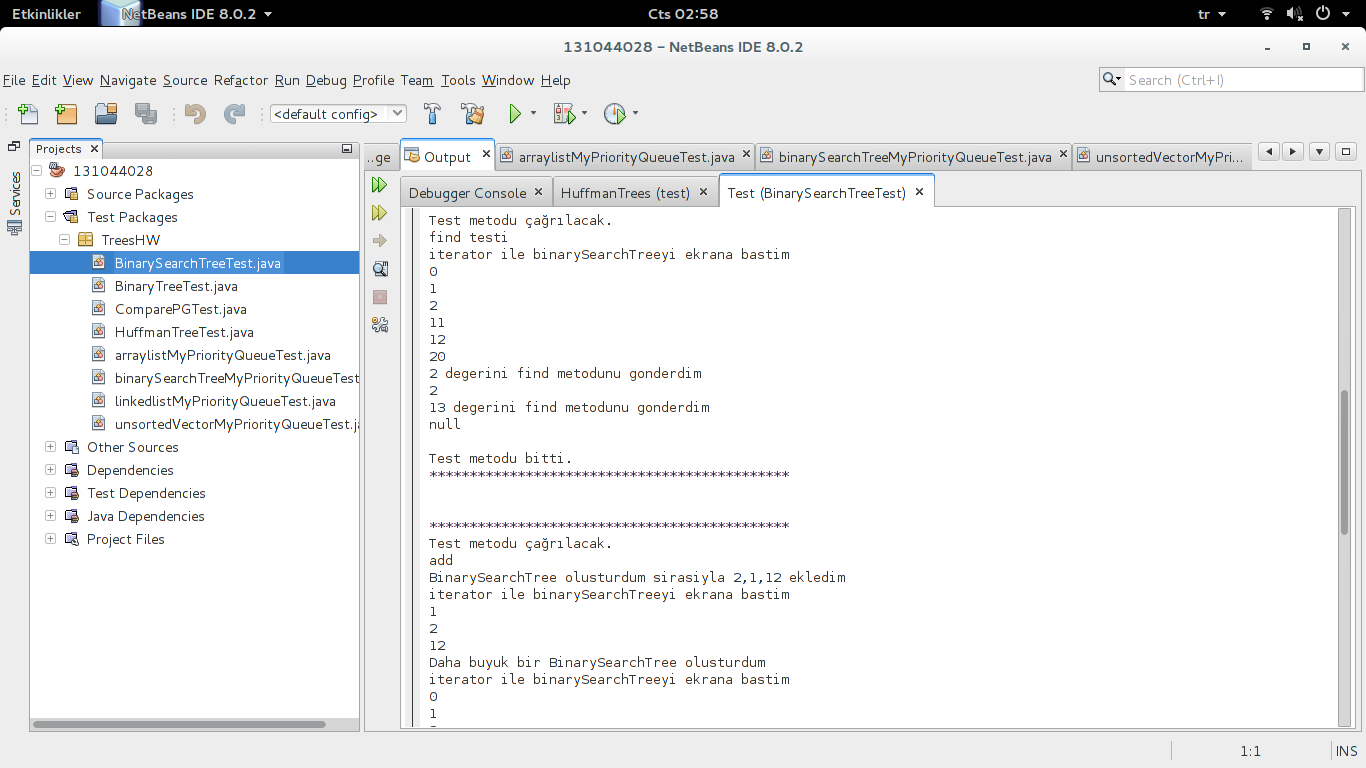 Etkinlikler NetBeans IDE 8.0.2 Cts 02:58 tr
131044028 – NetBeans IDE 8.0.2
File Edit View Navigate Source Refactor Run Debug Profile Team Tools Window Help
Search (Ctrl+I)
<default config>
Projects
Services
131044028
Source Packages
Test Packages
TreesHW
BinarySearchTreeTest.java
BinaryTreeTest.java
ComparePGTest.java
HuffmanTreeTest.java
arraylistMyPriorityQueueTest.java
binarySearchTreeMyPriorityQueueTest
linkedlistMyPriorityQueueTest.java
unsortedVectorMyPriorityQueueTest.ja
Other Sources
Dependencies
Test Dependencies
Java Dependencies
Project Files
...ge Output arraylistMyPriorityQueueTest.java binarySearchTreeMyPriorityQueueTest.java unsortedVectorMyPri...
Debugger Console HuffmanTrees (test) Test (BinarySearchTreeTest)
Test metodu çağrılacak.
find testi
iterator ile binarySearchTreeyi ekrana bastim
0
1
2
11
12
20
2 degerini find metodunu gonderdim
2
13 degerini find metodunu gonderdim
null
Test metodu bitti.
*********************************************
*********************************************
Test metodu çağrılacak.
add
BinarySearchTree olusturdum sirasiyla 2,1,12 ekledim
iterator ile binarySearchTreeyi ekrana bastim
1
2
12
Daha buyuk bir BinarySearchTree olusturdum
iterator ile binarySearchTreeyi ekrana bastim
0
1
1:1 INS